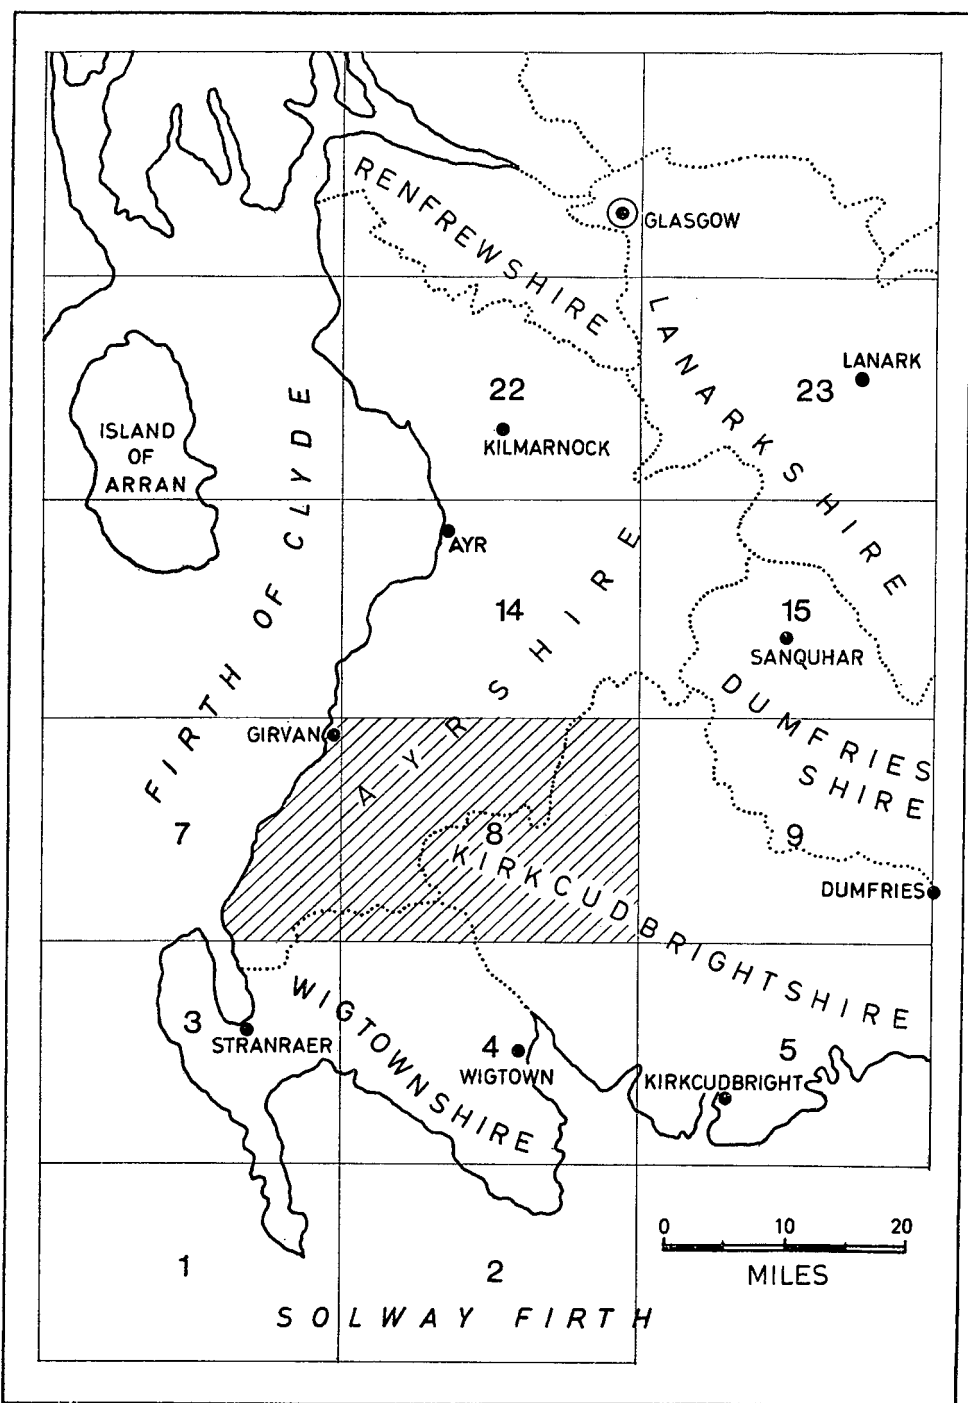 RENFREWSHIRE
GLASGOW
LANARKSHIRE
LANARK
22
23
KILMARNOCK
ISLAND
OF
ARRAN
FIRTH OF CLYDE
AYR
AYRSHIRE
14
15
SANQUHAR
DUMFRIES
SHIRE
GIRVAN
7
8
9
KIRKCUDBRIGHTSHIRE
DUMFRIES
WIGTOWNSHIRE
3
STRANRAER
4
WIGTOWN
5
KIRKCUDBRIGHT
0 10 20
MILES
1
2
SOLWAY FIRTH